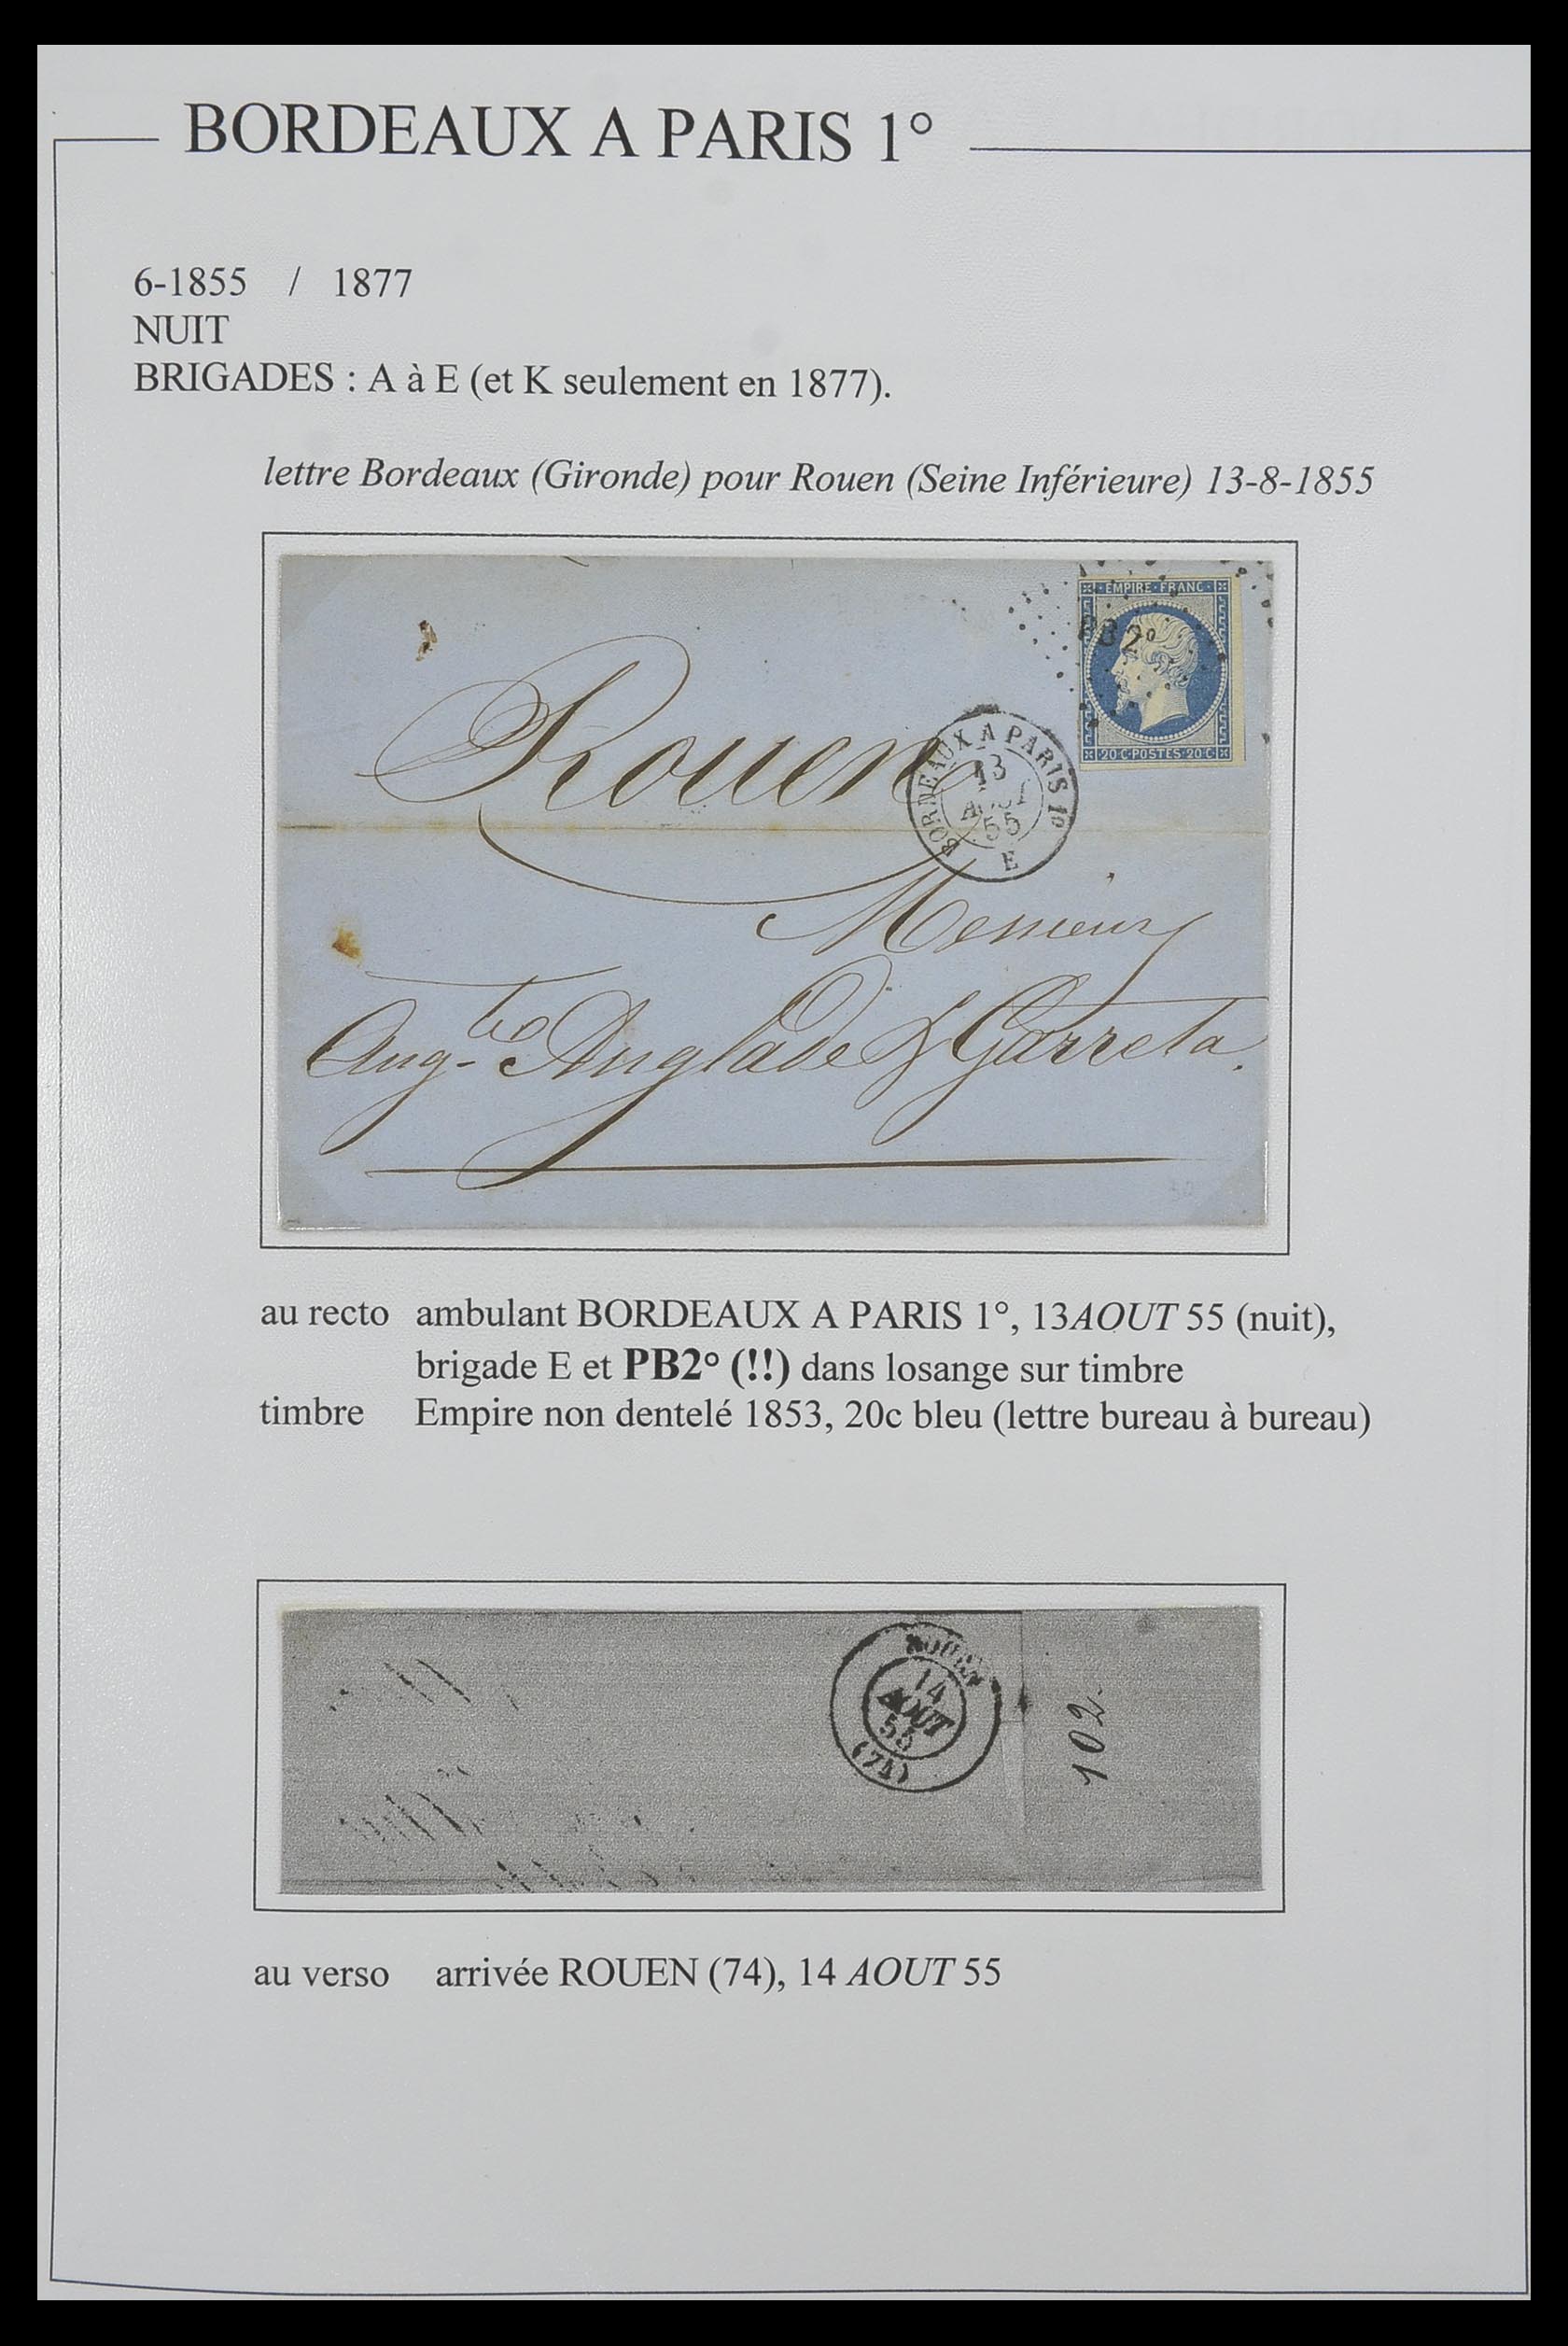 BORDEAUX A PARIS 1°
6-1855 / 1877
NUIT
BRIGADES : A à E (et K seulement en 1877).
lettre Bordeaux (Gironde) pour Rouen (Seine Inférieure) 13-8-1855
EMPIRE FRANC
B2°
20 C POSTES 20 C
Rouen
BORDEAUX A PARIS 1°
13
55
E
Messieurs
Aug.te Anglade & Garreta.
au recto ambulant BORDEAUX A PARIS 1°, 13AOUT 55 (nuit),
brigade E et PB2° (!!) dans losange sur timbre
timbre Empire non dentelé 1853, 20c bleu (lettre bureau à bureau)
ROUEN
14
AOUT
55
(74)
102.
au verso arrivée ROUEN (74), 14 AOUT 55